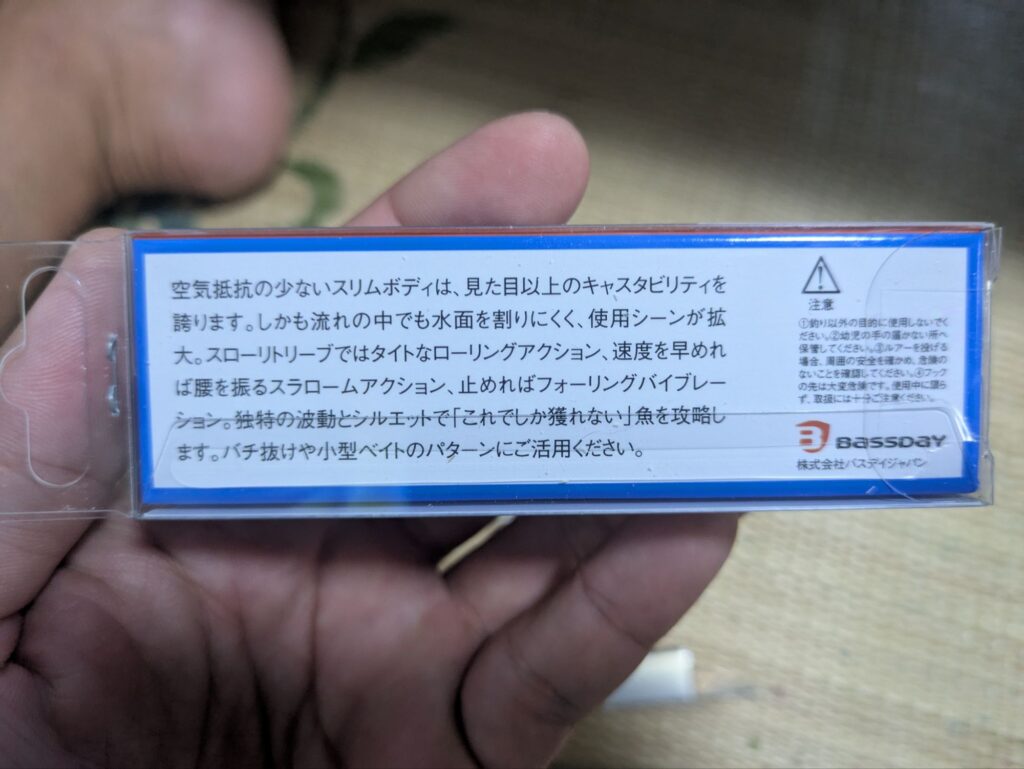 空気抵抗の少ないスリムボディは、見た目以上のキャスタビリティを
誇ります。しかも流れの中でも水面を割りにくく、使用シーンが拡
大。スローリトリーブではタイトなローリングアクション、速度を早めれ
ば腰を振るスラロームアクション、止めればフォーリングバイブレー
ション。独特の波動とシルエットで「これでしか獲れない」魚を攻略し
ます。バチ抜けや小型ベイトのパターンにご活用ください。
注意
①釣り以外の目的に使用しないでく
ださい。②幼児の手の届かない所へ
保管してください。③ルアーを投げる
場合、周囲の安全を確かめ、危険の
ないことを確認してください。④フック
の先は大変危険です。使用中に限ら
ず、取扱には十分ご注意ください。
BASSDAY
株式会社バスデイジャパン